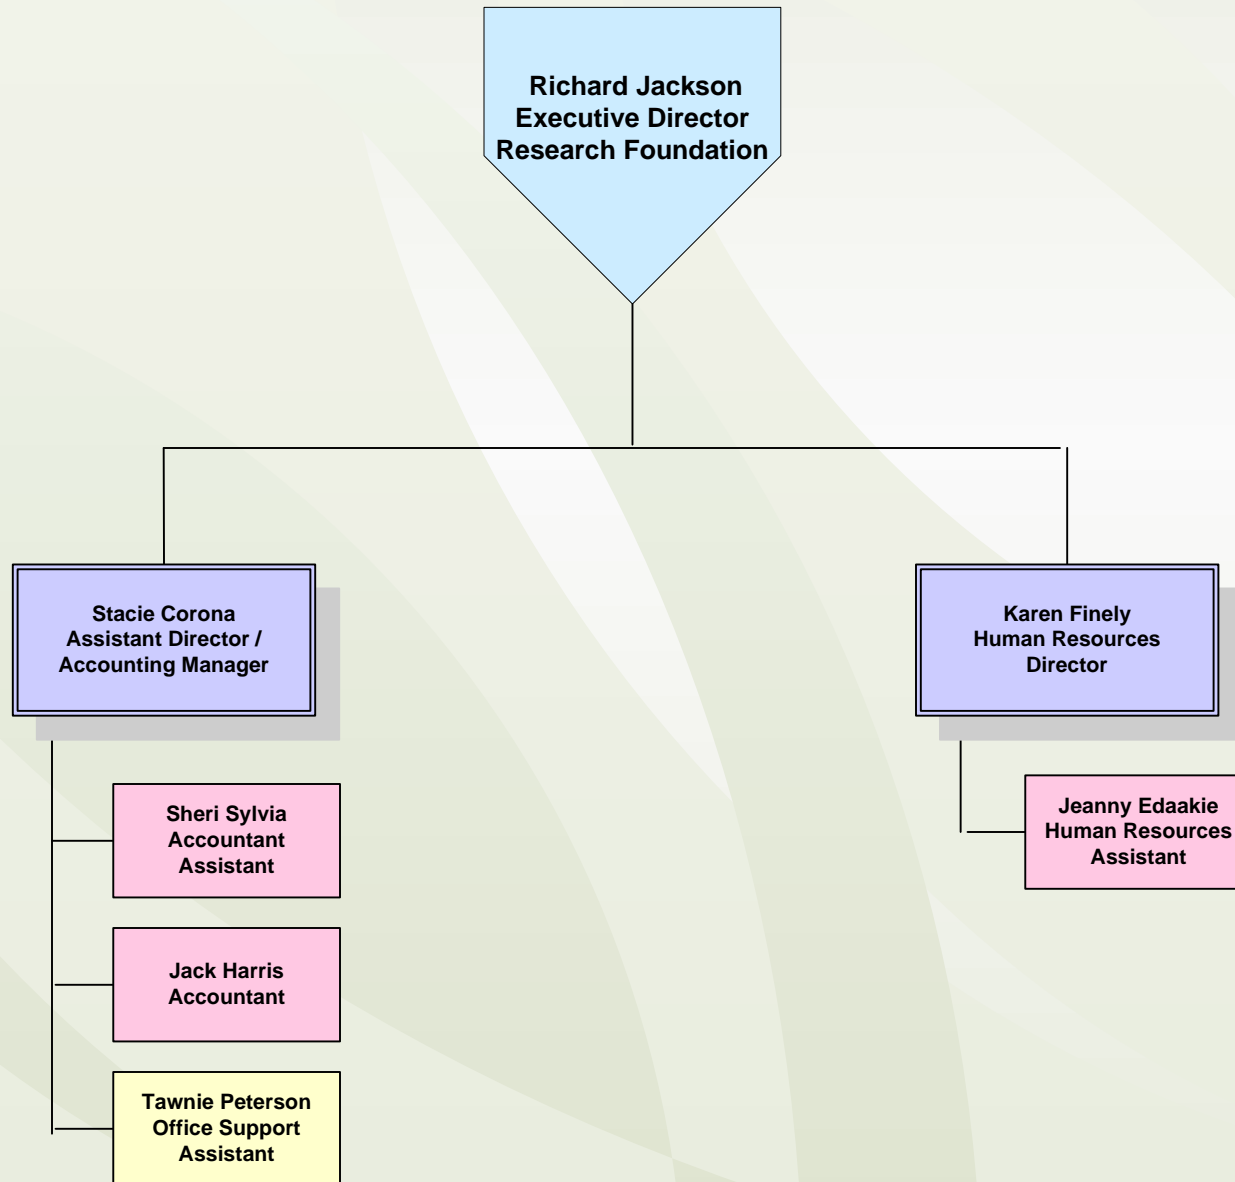 Richard Jackson
Executive Director
Research Foundation
Stacie Corona
Assistant Director /
Accounting Manager
Karen Finely
Human Resources
Director
Sheri Sylvia
Accountant
Assistant
Jeanny Edaakie
Human Resources
Assistant
Jack Harris
Accountant
Tawnie Peterson
Office Support
Assistant